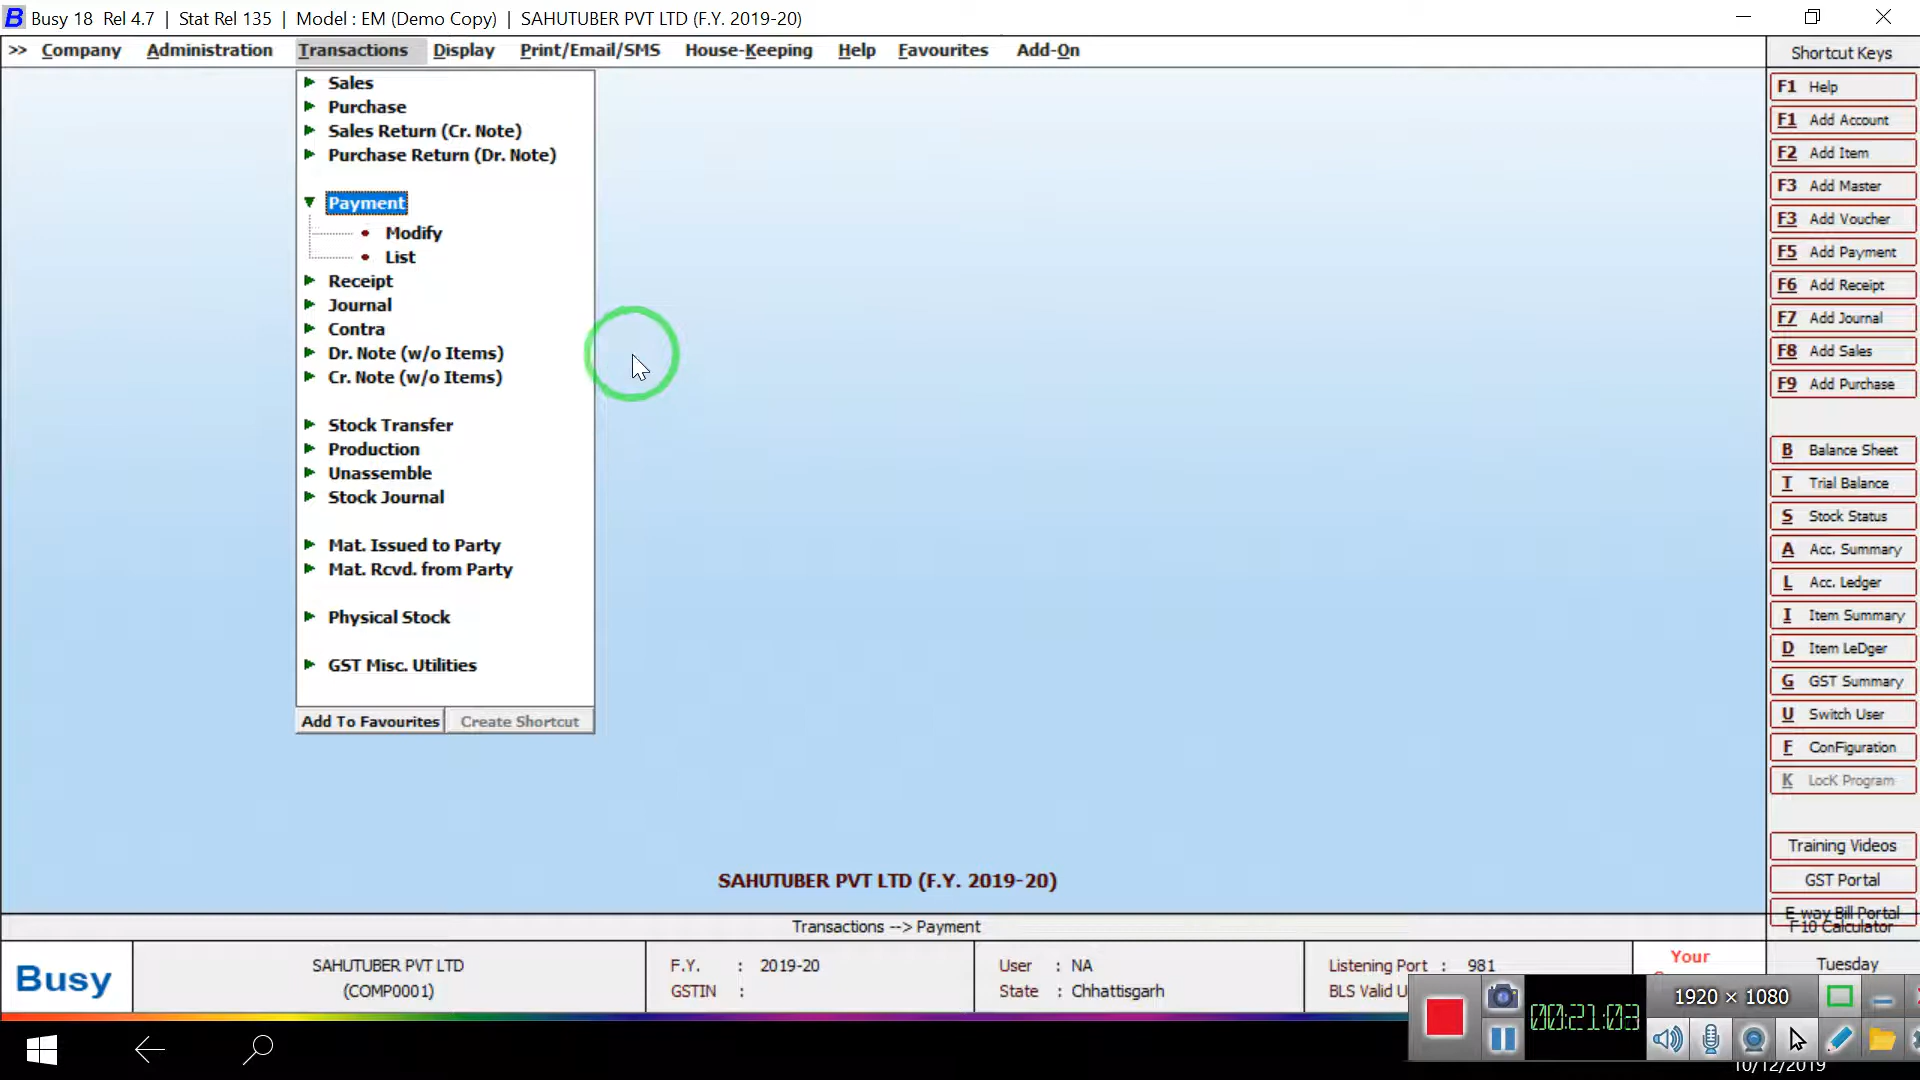 B Busy 18 Rel 4.7 | Stat Rel 135 | Model : EM (Demo Copy) | SAHUTUBER PVT LTD (F.Y. 2019-20)
>> Company Administration Transactions Display Print/Email/SMS House-Keeping Help Favourites Add-On
Sales
Purchase
Sales Return (Cr. Note)
Purchase Return (Dr. Note)
Payment
Modify
List
Receipt
Journal
Contra
Dr. Note (w/o Items)
Cr. Note (w/o Items)
Stock Transfer
Production
Unassemble
Stock Journal
Mat. Issued to Party
Mat. Rcvd. from Party
Physical Stock
GST Misc. Utilities
Add To Favourites Create Shortcut
Shortcut Keys
F1 Help
F1 Add Account
F2 Add Item
F3 Add Master
F3 Add Voucher
F5 Add Payment
F6 Add Receipt
F7 Add Journal
F8 Add Sales
F9 Add Purchase
B Balance Sheet
T Trial Balance
S Stock Status
A Acc. Summary
L Acc. Ledger
I Item Summary
D Item LeDger
G GST Summary
U Switch User
F ConFiguration
K LocK Program
Training Videos
GST Portal
E way Bill Portal
F10 Calculator
SAHUTUBER PVT LTD (F.Y. 2019-20)
Transactions --> Payment
Busy
SAHUTUBER PVT LTD
(COMP0001)
F.Y. : 2019-20
GSTIN :
User : NA
State : Chhattisgarh
Listening Port : 981
BLS Valid U
Your
Tuesday
00:21:03
1920 × 1080
10/12/2019